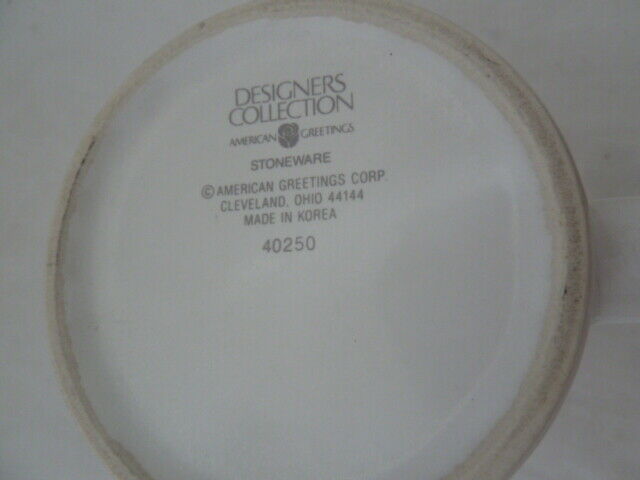 DESIGNERS
COLLECTION
AMERICAN GREETINGS
STONEWARE
© AMERICAN GREETINGS CORP.
CLEVELAND, OHIO 44144
MADE IN KOREA
40250